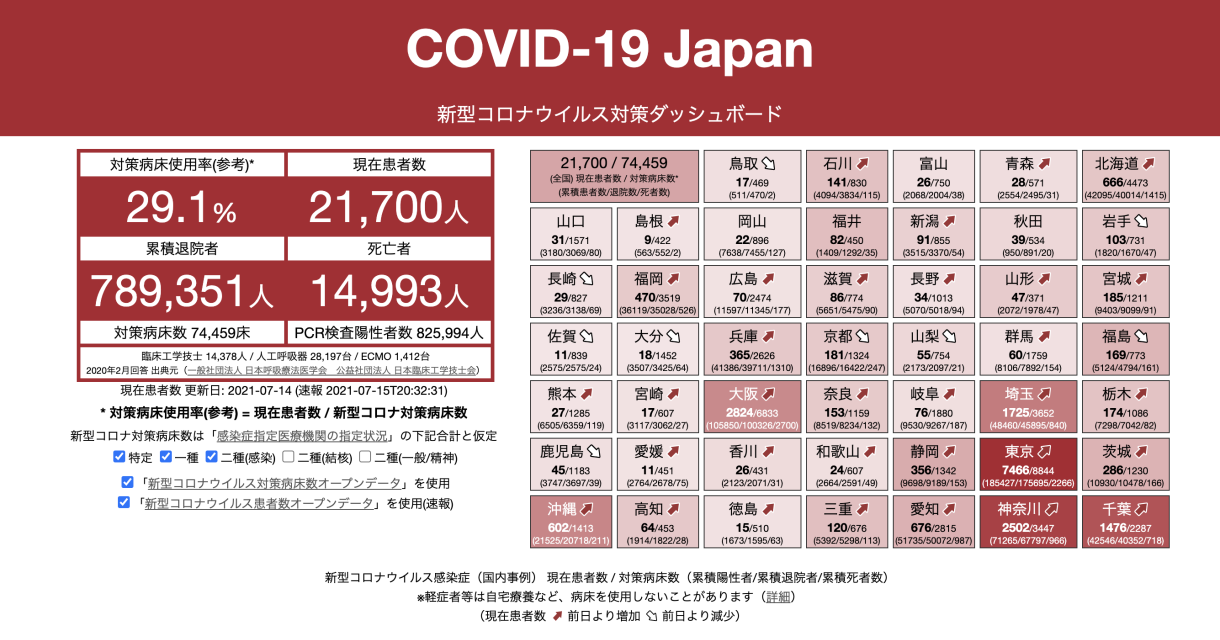 COVID-19 Japan
新型コロナウイルス対策ダッシュボード
対策病床使用率(参考)*
現在患者数
29.1%
21,700人
累積退院者
死亡者
789,351人
14,993人
対策病床数 74,459床
PCR検査陽性者数 825,994人
臨床工学技士 14,378人 / 人工呼吸器 28,197台 / ECMO 1,412台
2020年2月回答 出典元（一般社団法人 日本呼吸療法医学会　公益社団法人 日本臨床工学技士会）
現在患者数 更新日: 2021-07-14 (速報 2021-07-15T20:32:31)
* 対策病床使用率(参考) = 現在患者数 / 新型コロナ対策病床数
新型コロナ対策病床数は「感染症指定医療機関の指定状況」の下記合計と仮定
特定 一種 二種(感染) 二種(結核) 二種(一般/精神)
「新型コロナウイルス対策病床数オープンデータ」を使用
「新型コロナウイルス患者数オープンデータ」を使用(速報)
21,700 / 74,459
(全国) 現在患者数 / 対策病床数*
(累積患者数/退院数/死者数)
鳥取
17/469
(511/470/2)
石川
141/830
(4094/3834/115)
富山
26/750
(2068/2004/38)
青森
28/571
(2554/2495/31)
北海道
666/4473
(42095/40014/1415)
山口
31/1571
(3180/3069/80)
島根
9/422
(563/552/2)
岡山
22/896
(7638/7455/127)
福井
82/450
(1409/1292/35)
新潟
91/855
(3515/3370/54)
秋田
39/534
(950/891/20)
岩手
103/731
(1820/1670/47)
長崎
29/827
(3236/3138/69)
福岡
470/3519
(36119/35028/526)
広島
70/2474
(11597/11345/177)
滋賀
86/774
(5651/5475/90)
長野
34/1013
(5070/5018/94)
山形
47/371
(2072/1978/47)
宮城
185/1211
(9403/9099/91)
佐賀
11/839
(2575/2575/24)
大分
18/1452
(3507/3425/64)
兵庫
365/2626
(41386/39711/1310)
京都
181/1324
(16896/16422/247)
山梨
55/754
(2173/2097/21)
群馬
60/1759
(8106/7892/154)
福島
169/773
(5124/4794/161)
熊本
27/1285
(6505/6359/119)
宮崎
17/607
(3117/3062/27)
大阪
2824/6833
(105850/100326/2700)
奈良
153/1159
(8519/8234/132)
岐阜
76/1880
(9530/9267/187)
埼玉
1725/3652
(48460/45895/840)
栃木
174/1086
(7298/7042/82)
鹿児島
45/1183
(3747/3697/39)
愛媛
11/451
(2764/2678/75)
香川
26/431
(2123/2071/31)
和歌山
24/607
(2664/2591/49)
静岡
356/1342
(9698/9189/153)
東京
7466/8844
(185427/175695/2266)
茨城
286/1230
(10930/10478/166)
沖縄
602/1413
(21525/20718/211)
高知
64/453
(1914/1822/28)
徳島
15/510
(1673/1595/63)
三重
120/676
(5392/5298/113)
愛知
676/2815
(51735/50072/987)
神奈川
2502/3447
(71265/67797/966)
千葉
1476/2287
(42546/40352/718)
新型コロナウイルス感染症（国内事例） 現在患者数 / 対策病床数（累積陽性者/累積退院者/累積死者数）
※軽症者等は自宅療養など、病床を使用しないことがあります（詳細）
（現在患者数 前日より増加 前日より減少）